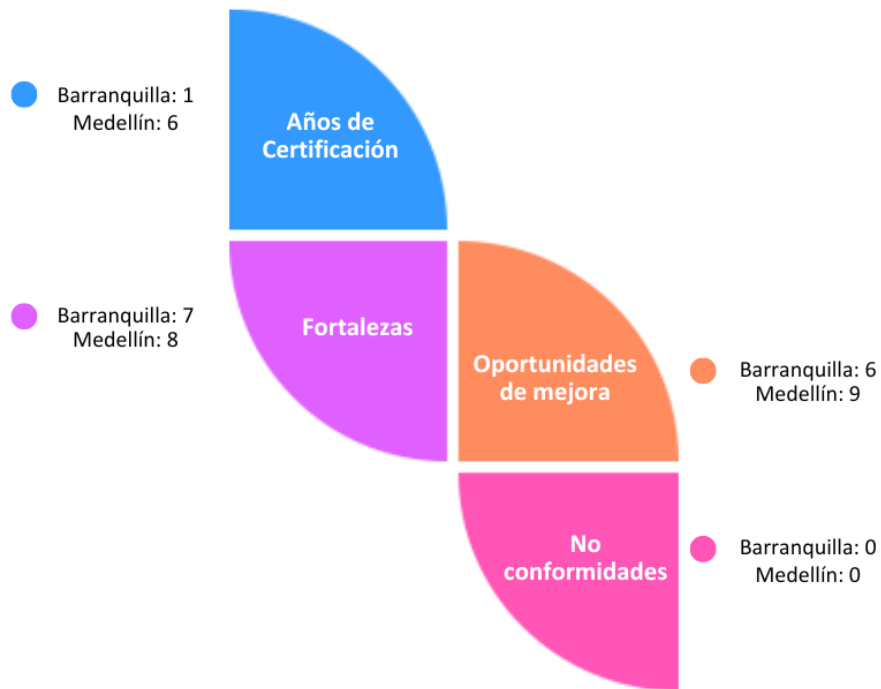 Barranquilla: 1
Medellín: 6
Años de
Certificación
Barranquilla: 7
Medellín: 8
Fortalezas
Oportunidades
de mejora
Barranquilla: 6
Medellín: 9
No
conformidades
Barranquilla: 0
Medellín: 0